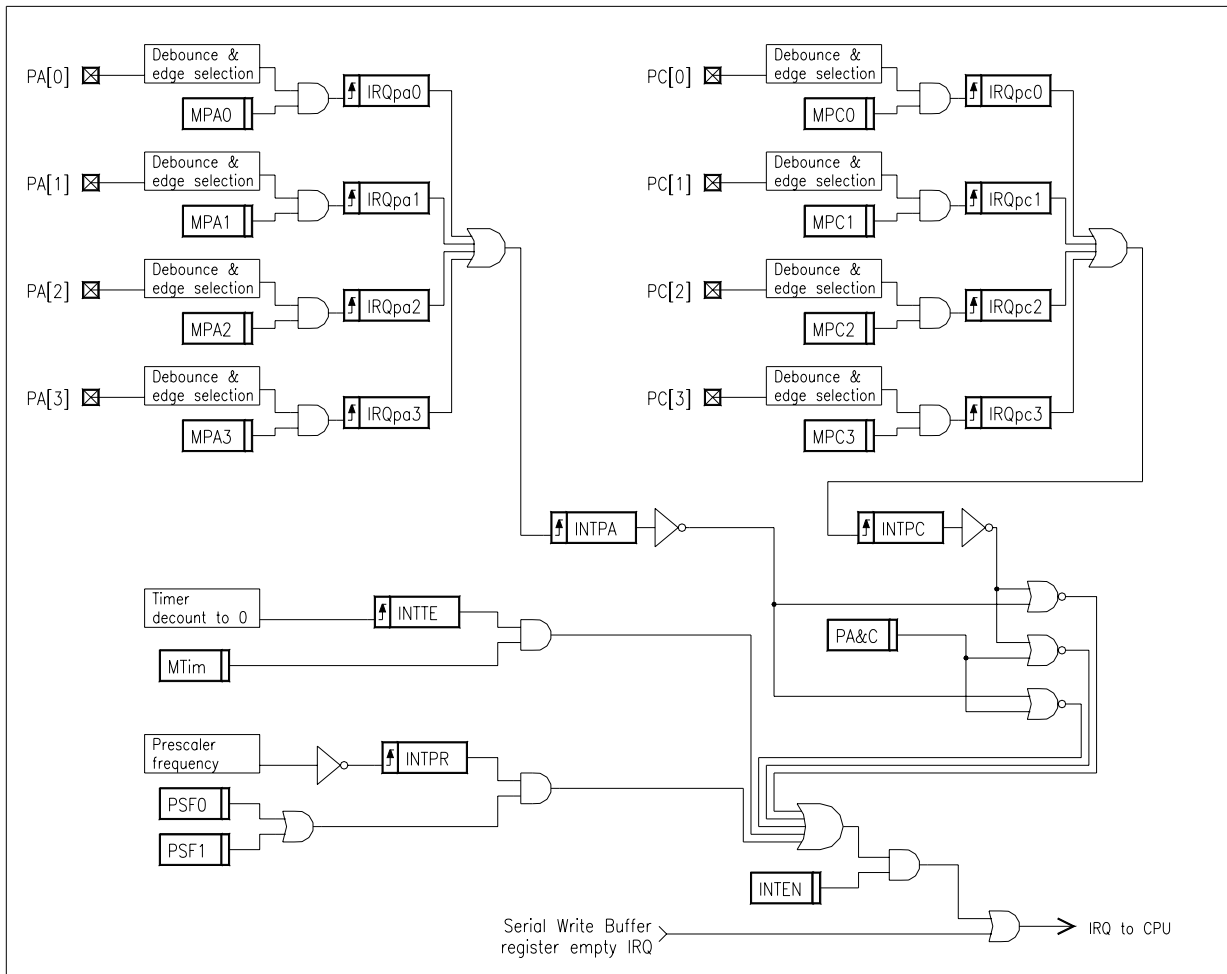 Debounce &
edge selection
PA[0]
MPA0
IRQpa0
Debounce &
edge selection
PA[1]
MPA1
IRQpa1
Debounce &
edge selection
PA[2]
MPA2
IRQpa2
Debounce &
edge selection
PA[3]
MPA3
IRQpa3
Debounce &
edge selection
PC[0]
MPC0
IRQpc0
Debounce &
edge selection
PC[1]
MPC1
IRQpc1
Debounce &
edge selection
PC[2]
MPC2
IRQpc2
Debounce &
edge selection
PC[3]
MPC3
IRQpc3
INTPA
INTPC
Timer
decount to 0
INTTE
MTim
PA&C
Prescaler
frequency
INTPR
PSF0
PSF1
INTEN
Serial Write Buffer
register empty IRQ
IRQ to CPU